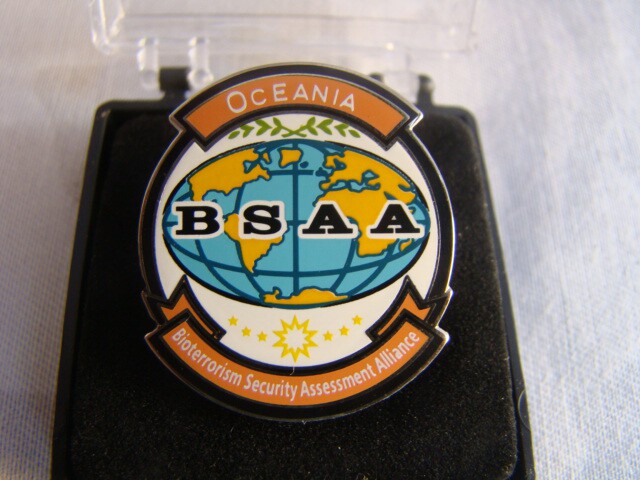 OCEANIA
BSAA
Bioterrorism Security Assessment Alliance